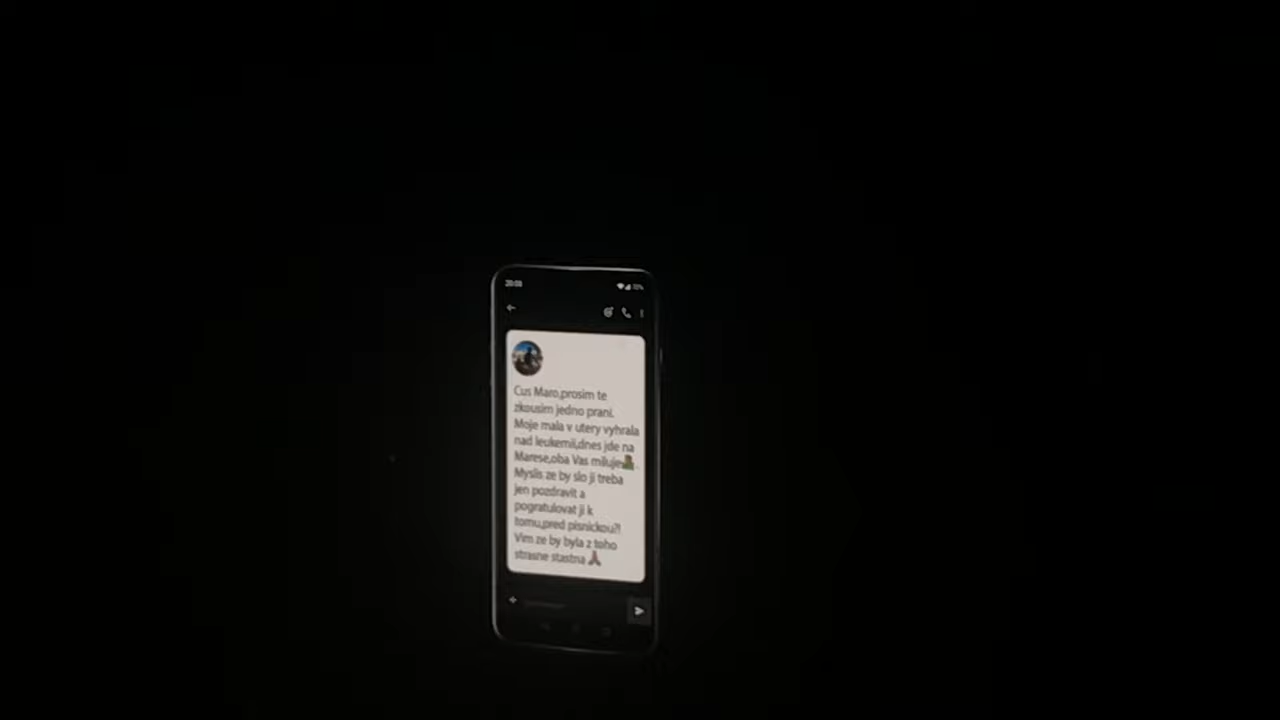 Cus Maro,prosim te
zkousim jedno prani.
Moje mala v utery vyhrala
nad leukemii,dnes jde na
Marese,oba Vas miluje
Myslis ze by slo ji treba
jen pozdravit a
pogratulovat ji k
tomu,pred pisnickou?!
Vim ze by byla z toho
strasne stastna 🙏